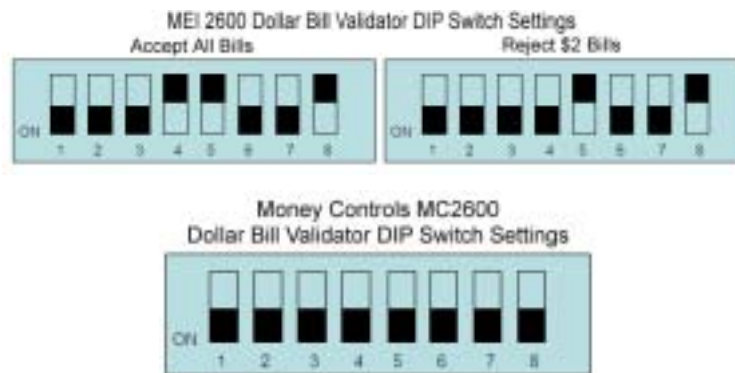 MEI 2600 Dollar Bill Validator DIP Switch Settings
Accept All Bills
Reject $2 Bills
ON
1 2 3 4 5 6 7 8
ON
1 2 3 4 5 6 7 8
Money Controls MC2600
Dollar Bill Validator DIP Switch Settings
ON
1 2 3 4 5 6 7 8